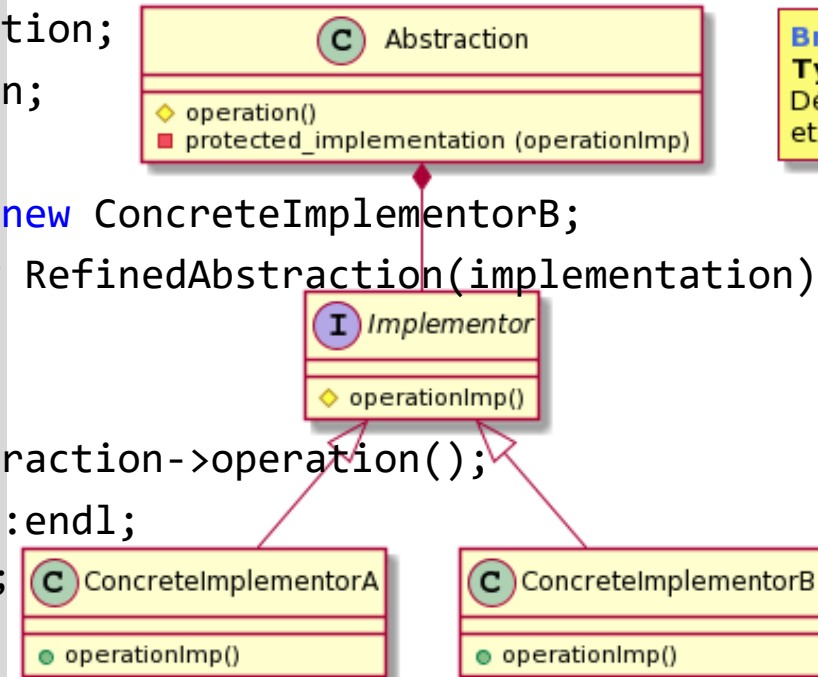 tion;
C Abstraction
n;
operation()
protected_implementation (operationImp)
new ConcreteImplementorB;
RefinedAbstraction(implementation)
I Implementor
operationImp()
raction->operation();
:endl;
;
C ConcreteImplementorA
C ConcreteImplementorB
operationImp()
operationImp()